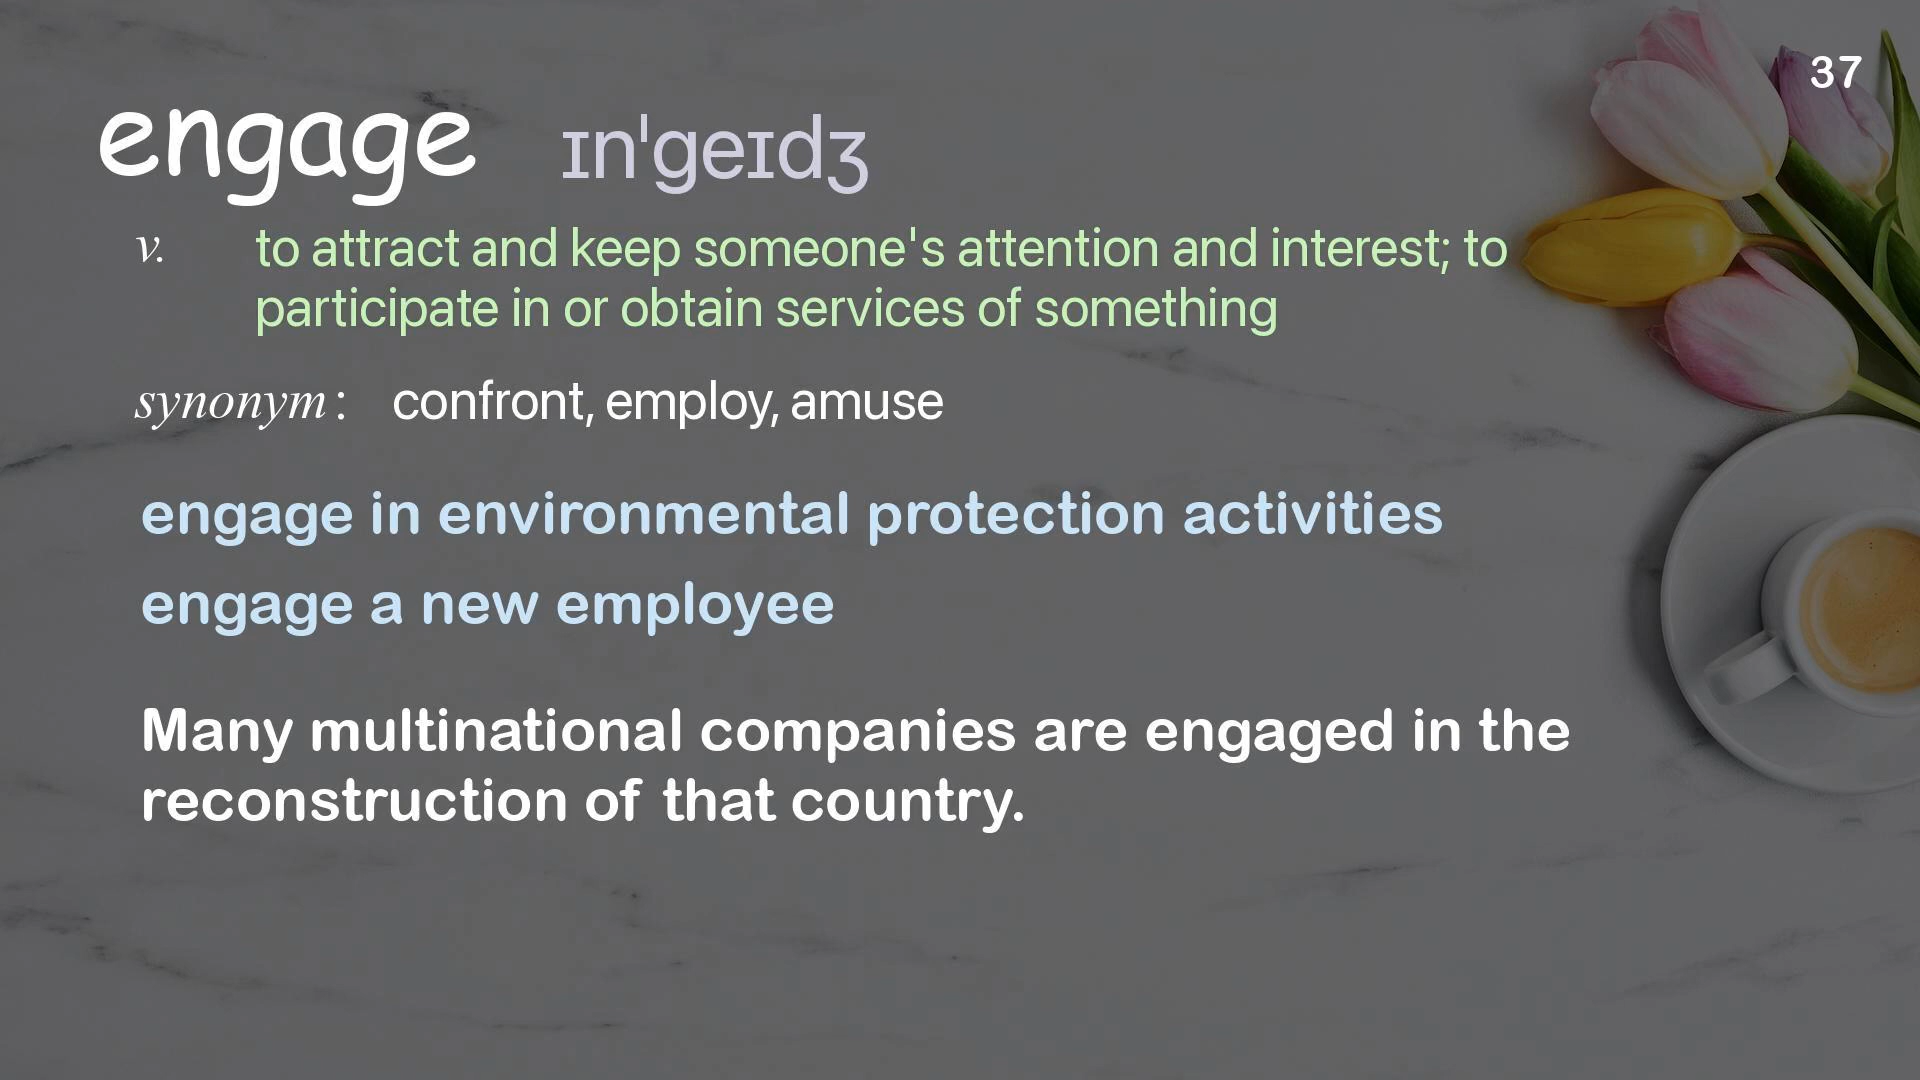 37
engage ɪnˈgeɪdʒ
v. to attract and keep someone's attention and interest; to
participate in or obtain services of something
synonym: confront, employ, amuse
engage in environmental protection activities
engage a new employee
Many multinational companies are engaged in the
reconstruction of that country.